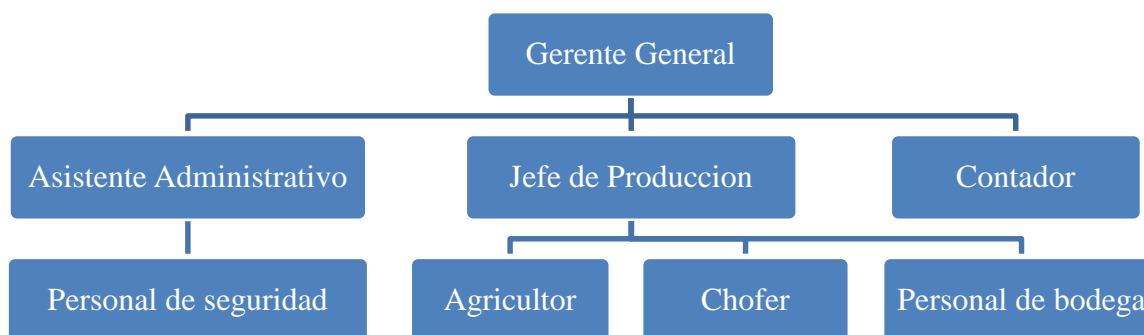 Gerente General
Asistente Administrativo
Jefe de Produccion
Contador
Personal de seguridad
Agricultor
Chofer
Personal de bodega